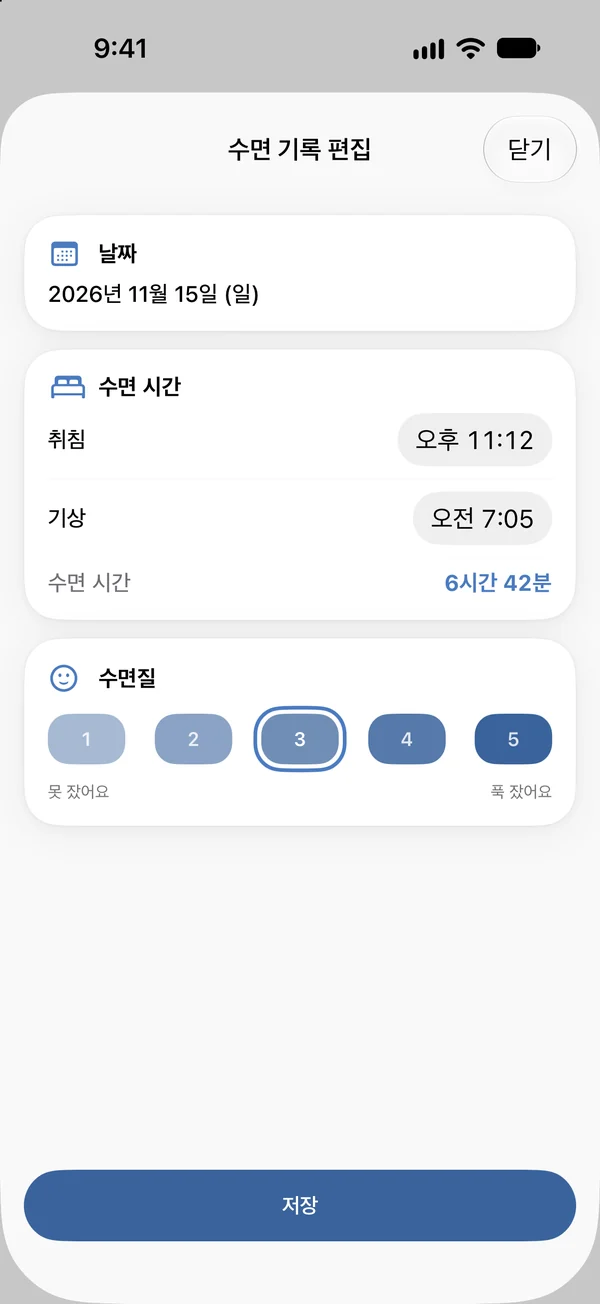 9:41
수면 기록 편집
닫기
날짜
2026년 11월 15일 (일)
수면 시간
취침
오후 11:12
기상
오전 7:05
수면 시간
6시간 42분
수면질
1 2 3 4 5
못 잤어요
푹 잤어요
저장